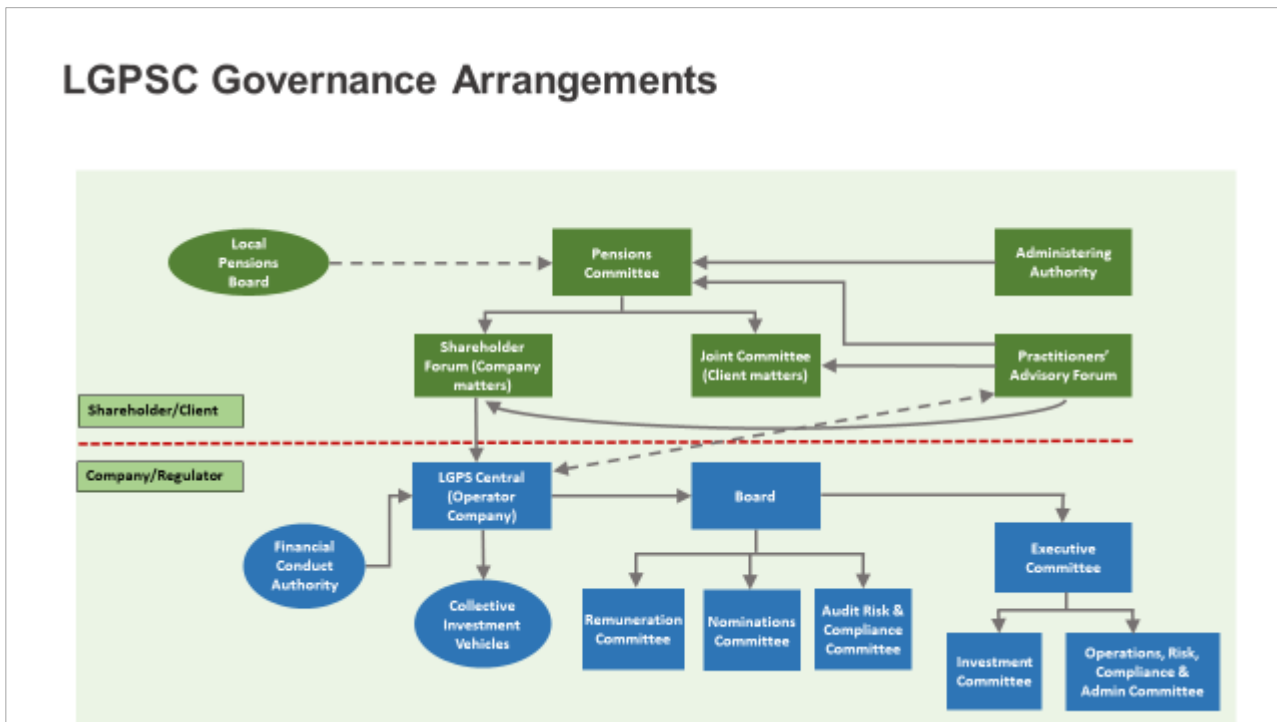 LGPSC Governance Arrangements
Local
Pensions
Board
Pensions
Committee
Administering
Authority
Shareholder
Forum (Company
matters)
Joint Committee
(Client matters)
Practitioners'
Advisory Forum
Shareholder/Client
Company/Regulator
LGPS Central
(Operator
Company)
Board
Financial
Conduct
Authority
Executive
Committee
Collective
Investment
Vehicles
Remuneration
Committee
Nominations
Committee
Audit Risk &
Compliance
Committee
Investment
Committee
Operations, Risk,
Compliance &
Admin Committee